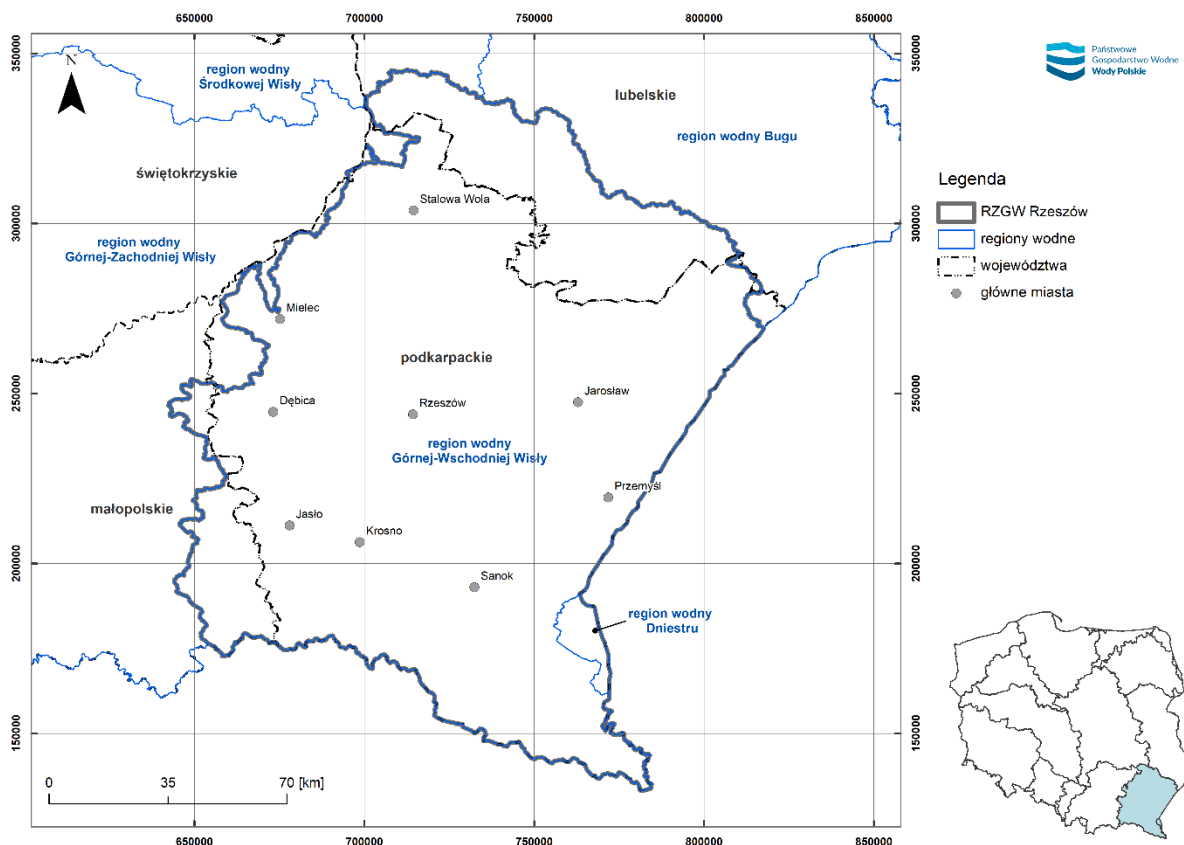 650000
700000
750000
800000
850000
350000
350000
N
region wodny
Środkowej Wisły
lubelskie
region wodny Bugu
świętokrzyskie
Stalowa Wola
300000
300000
region wodny
Górnej-Zachodniej Wisły
Mielec
podkarpackie
250000
250000
Dębica
Rzeszów
Jarosław
region wodny
Górnej-Wschodniej Wisły
Przemyśl
małopolskie
Jasło
Krosno
200000
200000
Sanok
region wodny
Dniestru
150000
150000
0
35
70 [km]
650000
700000
750000
800000
850000
Państwowe
Gospodarstwo Wodne
Wody Polskie
Legenda
RZGW Rzeszów
regiony wodne
województwa
główne miasta